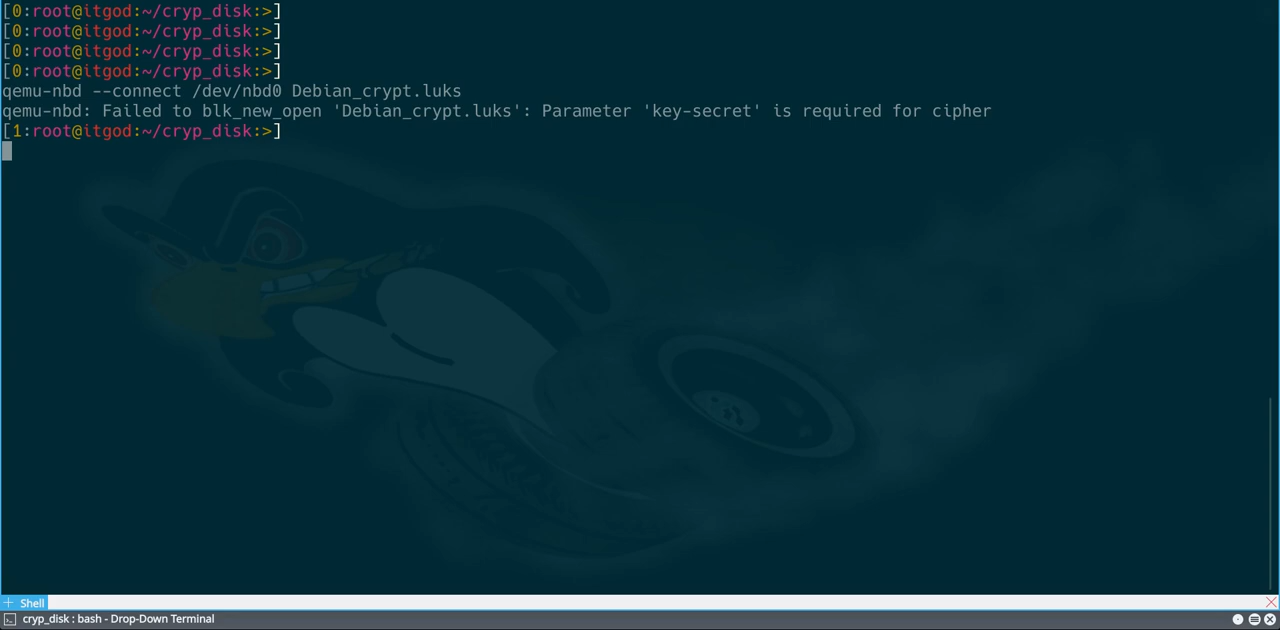 [0:root@itgod:~/cryp_disk:>]
[0:root@itgod:~/cryp_disk:>]
[0:root@itgod:~/cryp_disk:>]
[0:root@itgod:~/cryp_disk:>]
qemu-nbd --connect /dev/nbd0 Debian_crypt.luks
qemu-nbd: Failed to blk_new_open 'Debian_crypt.luks': Parameter 'key-secret' is required for cipher
[1:root@itgod:~/cryp_disk:>]
Shell
cryp_disk : bash - Drop-Down Terminal